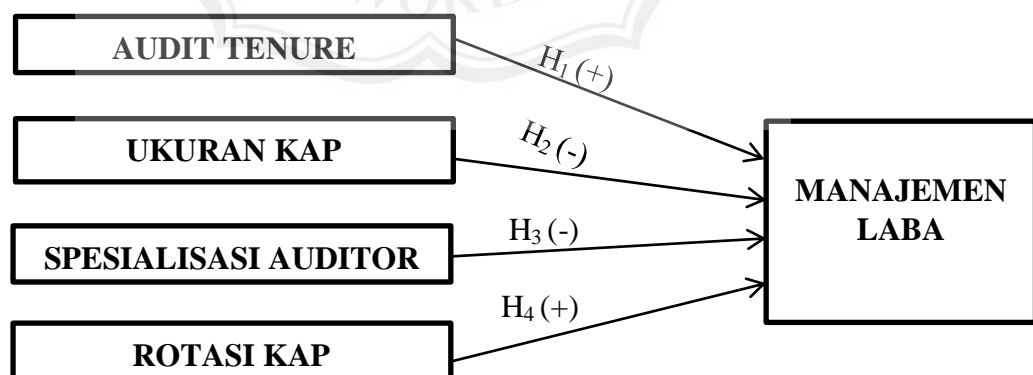 AUDIT TENURE
H1 (+)
UKURAN KAP
H2 (-)
MANAJEMEN
LABA
SPESIALISASI AUDITOR
H3 (-)
ROTASI KAP
H4 (+)